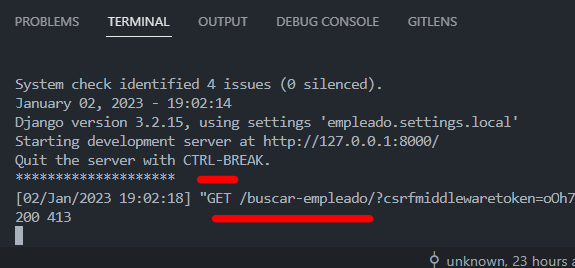 PROBLEMS TERMINAL OUTPUT DEBUG CONSOLE GITLENS
System check identified 4 issues (0 silenced).
January 02, 2023 - 19:02:14
Django version 3.2.15, using settings 'empleado.settings.local'
Starting development server at http://127.0.0.1:8000/
Quit the server with CTRL-BREAK.
********************
[02/Jan/2023 19:02:18] "GET /buscar-empleado/?csrfmiddlewaretoken=oOh7
200 413
unknown, 23 hours a